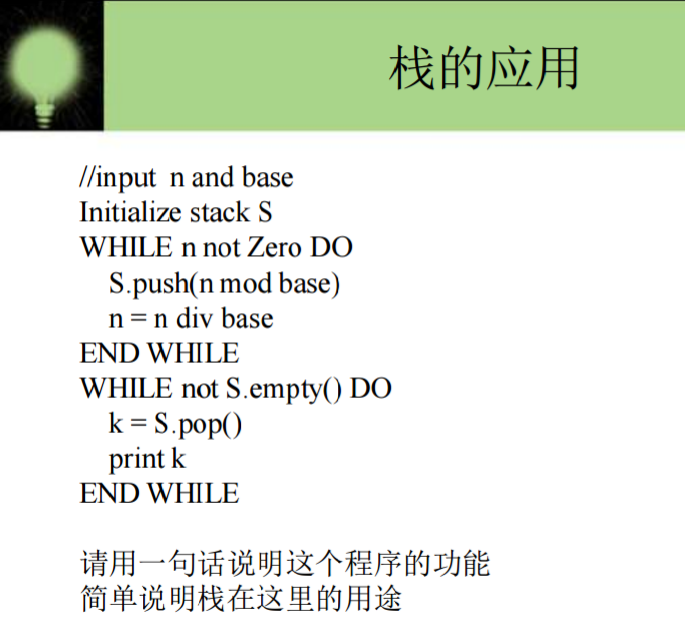 栈的应用
//input n and base
Initialize stack S
WHILE n not Zero DO
S.push(n mod base)
n = n div base
END WHILE
WHILE not S.empty() DO
k = S.pop()
print k
END WHILE
请用一句话说明这个程序的功能
简单说明栈在这里的用途